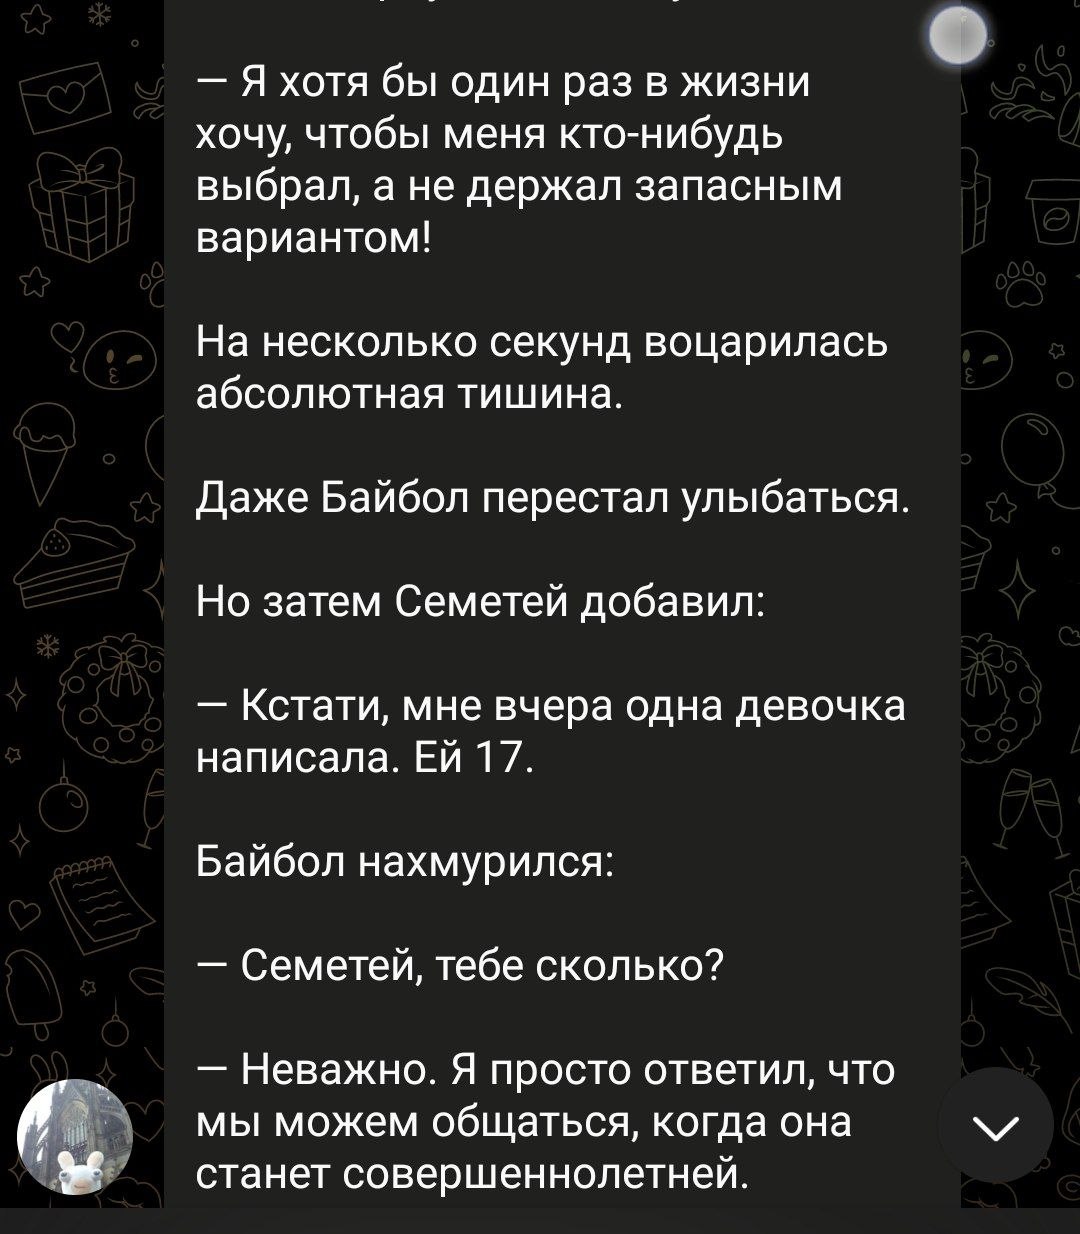 — Я хотя бы один раз в жизни
хочу, чтобы меня кто-нибудь
выбрал, а не держал запасным
вариантом!
На несколько секунд воцарилась
абсолютная тишина.
Даже Байбол перестал улыбаться.
Но затем Семетей добавил:
— Кстати, мне вчера одна девочка
написала. Ей 17.
Байбол нахмурился:
— Семетей, тебе сколько?
— Неважно. Я просто ответил, что
мы можем общаться, когда она
станет совершеннолетней.